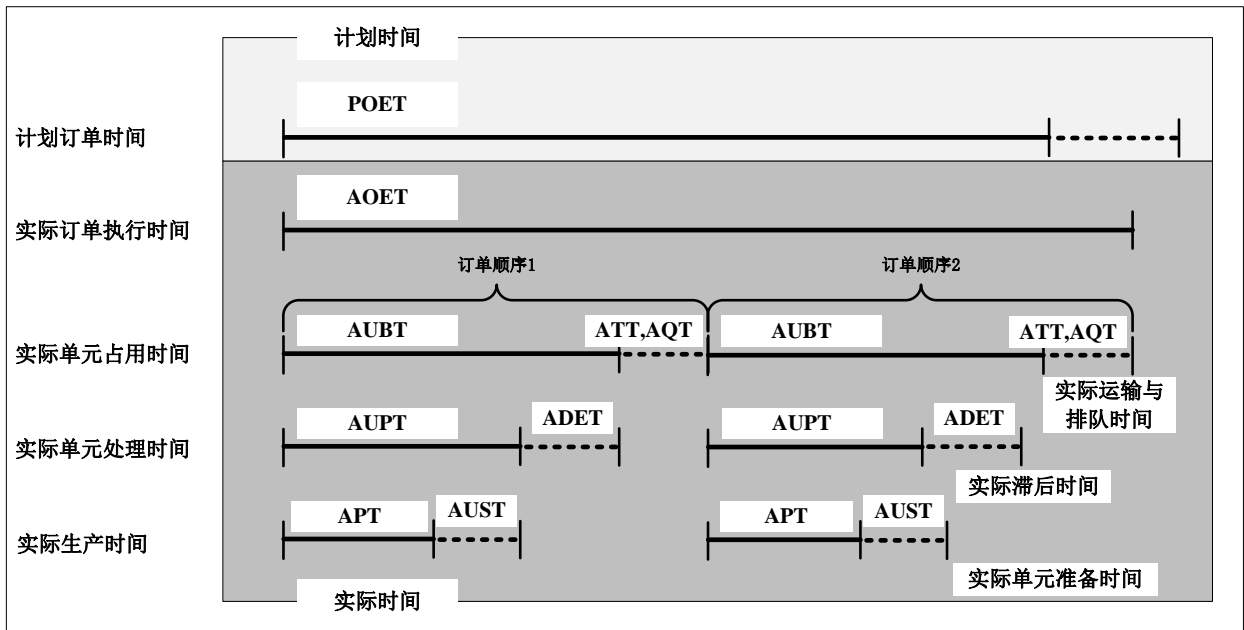 计划时间
POET
计划订单时间
AOET
实际订单执行时间
订单顺序1
订单顺序2
AUBT
ATT,AQT
AUBT
ATT,AQT
实际单元占用时间
实际运输与
排队时间
AUPT
ADET
AUPT
ADET
实际单元处理时间
实际滞后时间
APT
AUST
APT
AUST
实际生产时间
实际单元准备时间
实际时间